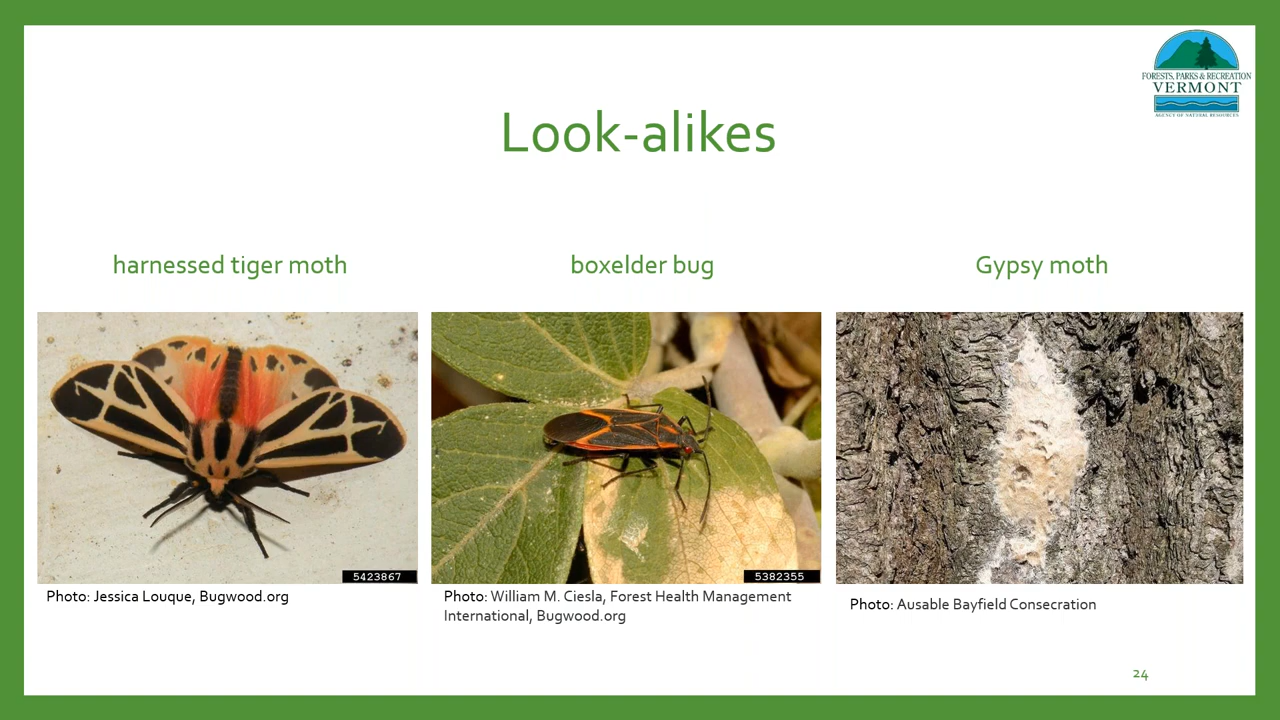 FORESTS, PARKS & RECREATION
VERMONT
AGENCY OF NATURAL RESOURCES
Look-alikes
harnessed tiger moth
boxelder bug
Gypsy moth
5423867
5382355
Photo: Jessica Louque, Bugwood.org
Photo: William M. Ciesla, Forest Health Management
International, Bugwood.org
Photo: Ausable Bayfield Consecration
24